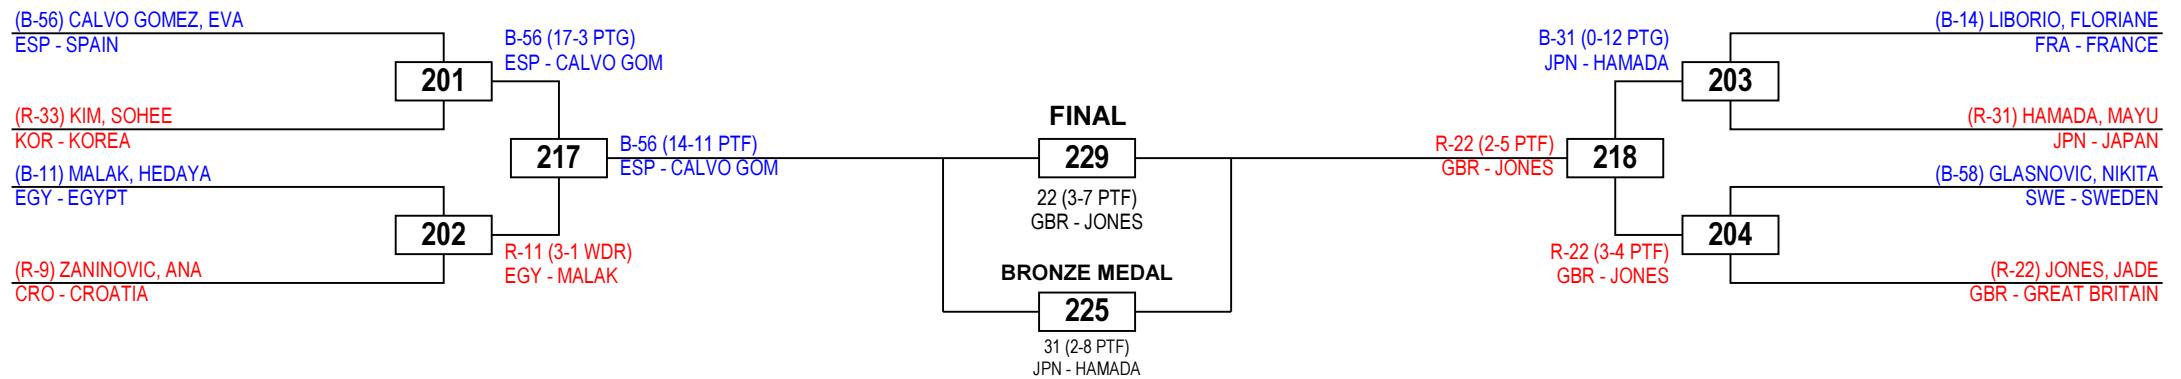 (B-56) CALVO GOMEZ, EVA
ESP - SPAIN
(R-33) KIM, SOHEE
KOR - KOREA
(B-11) MALAK, HEDAYA
EGY - EGYPT
(R-9) ZANINOVIC, ANA
CRO - CROATIA
201
202
B-56 (17-3 PTG)
ESP - CALVO GOM
R-11 (3-1 WDR)
EGY - MALAK
217
B-56 (14-11 PTF)
ESP - CALVO GOM
FINAL
229
22 (3-7 PTF)
GBR - JONES
BRONZE MEDAL
225
31 (2-8 PTF)
JPN - HAMADA
R-22 (2-5 PTF)
GBR - JONES
218
B-31 (0-12 PTG)
JPN - HAMADA
R-22 (3-4 PTF)
GBR - JONES
203
204
(B-14) LIBORIO, FLORIANE
FRA - FRANCE
(R-31) HAMADA, MAYU
JPN - JAPAN
(B-58) GLASNOVIC, NIKITA
SWE - SWEDEN
(R-22) JONES, JADE
GBR - GREAT BRITAIN